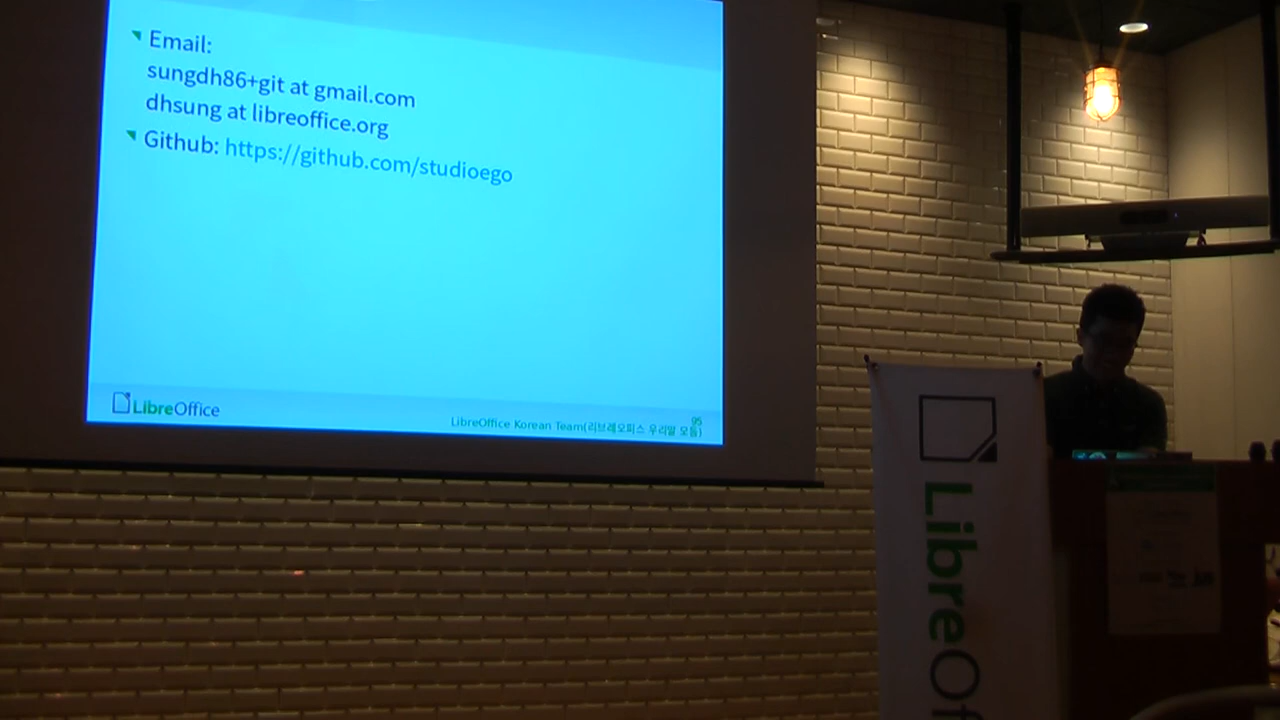 Email:
sungdh86+git at gmail.com
dhsung at libreoffice.org
Github: https://github.com/studioego
LibreOffice
95
LibreOffice Korean Team(리브레오피스 우리말 모둠)
LibreOf